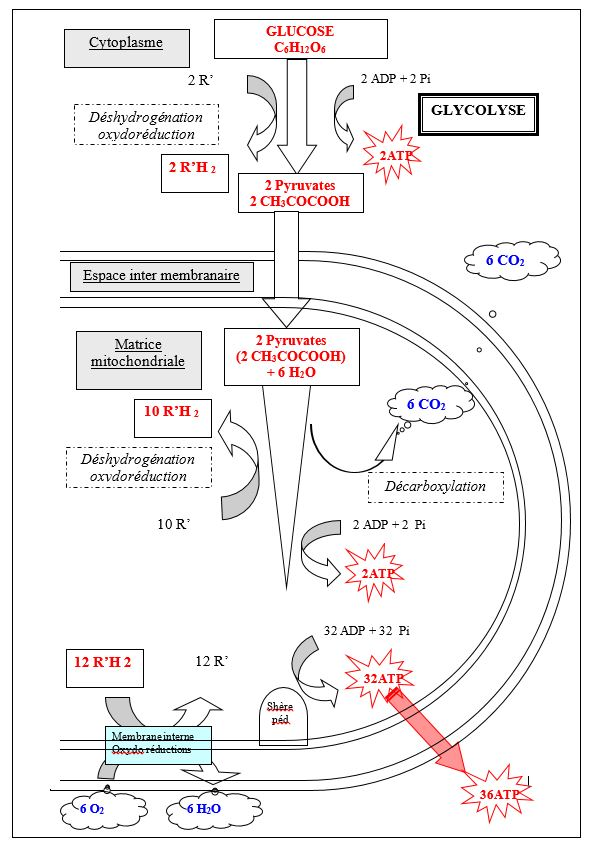 Cytoplasme
GLUCOSE
C₆H₁₂O₆
2 R'
2 ADP + 2 Pi
GLYCOLYSE
Déshydrogénation
oxydoréduction
2ATP
2 R'H 2
2 Pyruvates
2 CH₃COCOOH
6 CO₂
Espace inter membranaire
Matrice
mitochondriale
2 Pyruvates
(2 CH₃COCOOH)
+ 6 H₂O
10 R'H 2
6 CO₂
Déshydrogénation
oxydoréduction
Décarboxylation
10 R'
2 ADP + 2 Pi
2ATP
32 ADP + 32 Pi
12 R'H 2
12 R'
32ATP
Shère
péd.
Membrane interne
Oxydo réductions
36ATP
6 O₂
6 H₂O